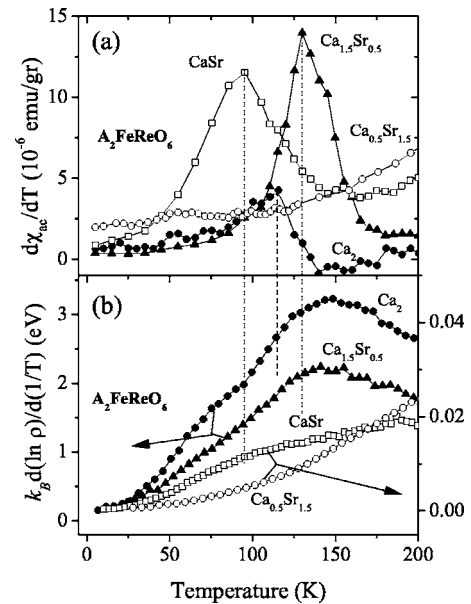 (a)
Ca₁.₅Sr₀.₅
CaSr
Ca₀.₅Sr₁.₅
A₂FeReO₆
Ca₂
dχ_ac/dT (10⁻⁶ emu/gr)
15
10
5
0
(b)
Ca₂
Ca₁.₅Sr₀.₅
A₂FeReO₆
CaSr
Ca₀.₅Sr₁.₅
k_B d(ln ρ)/d(1/T) (eV)
3
2
1
0
0.04
0.02
0.00
0 50 100 150 200
Temperature (K)